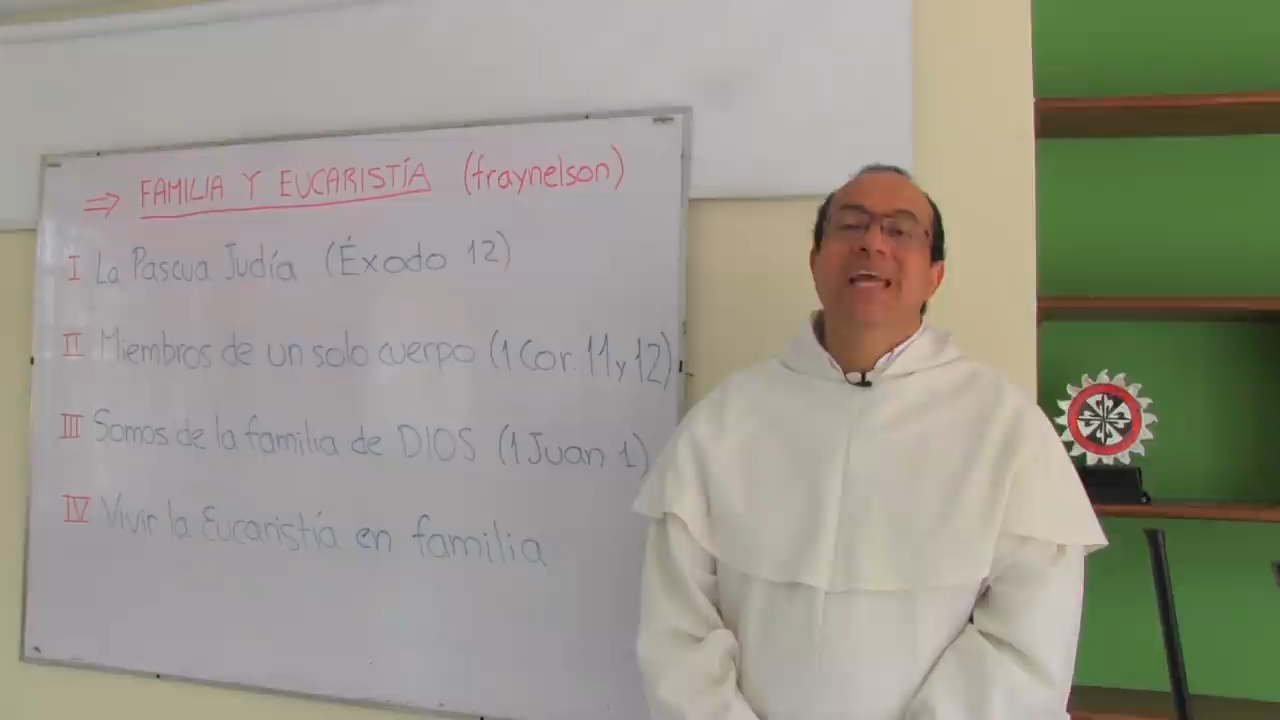 ⇒ FAMILIA Y EUCARISTÍA (fraynelson)
I La Pascua Judía (Éxodo 12)
II Miembros de un solo cuerpo (1 Cor. 11 y 12)
III Somos de la familia de DIOS (1 Juan 1)
IV Vivir la Eucaristía en familia